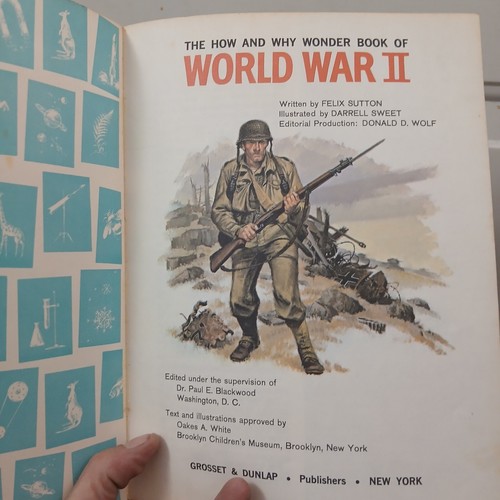 THE HOW AND WHY WONDER BOOK OF
WORLD WAR II
Written by FELIX SUTTON
Illustrated by DARRELL SWEET
Editorial Production: DONALD D. WOLF
Edited under the supervision of
Dr. Paul E. Blackwood
Washington, D. C.
Text and illustrations approved by
Oakes A. White
Brooklyn Children's Museum, Brooklyn, New York
GROSSET & DUNLAP • Publishers • NEW YORK